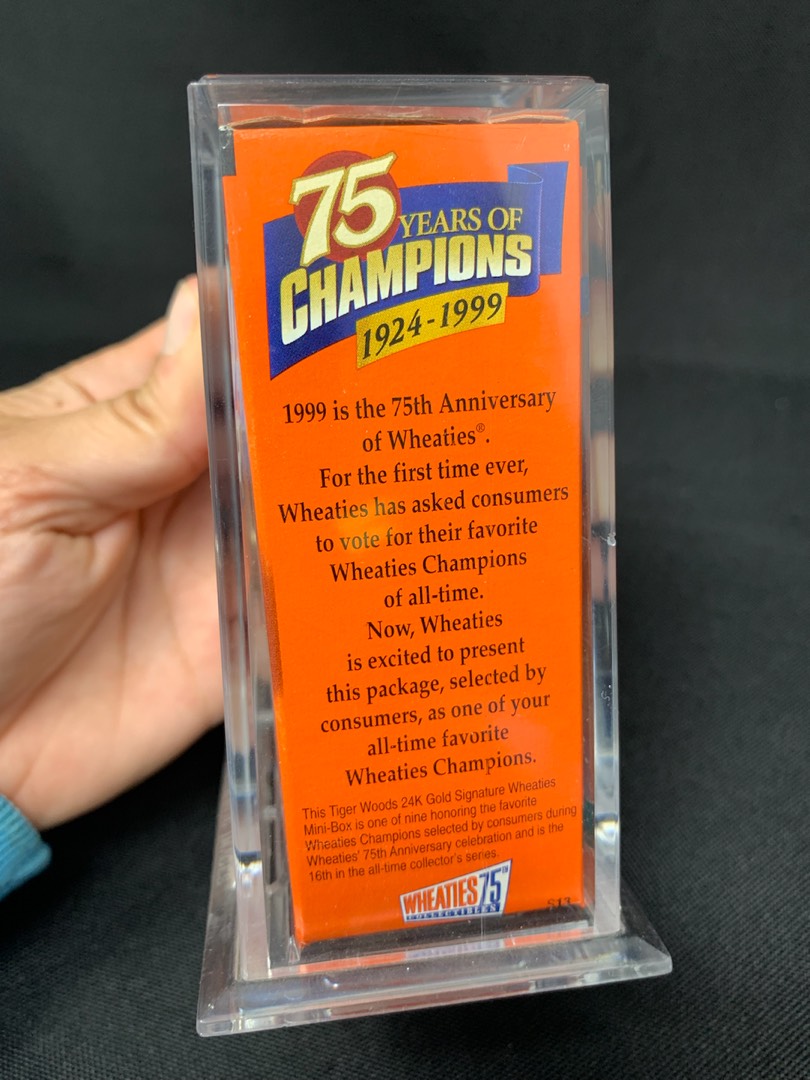 75
YEARS OF
CHAMPIONS
1924-1999
1999 is the 75th Anniversary
of Wheaties®.
For the first time ever,
Wheaties has asked consumers
to vote for their favorite
Wheaties Champions
of all-time.
Now, Wheaties
is excited to present
this package, selected by
consumers, as one of your
all-time favorite
Wheaties Champions.
This Tiger Woods 24K Gold Signature Wheaties
Mini-Box is one of nine honoring the favorite
Wheaties Champions selected by consumers during
Wheaties' 75th Anniversary celebration and is the
16th in the all-time collector's series.
WHEATIES 75TH
COLLECTIBLES
S13